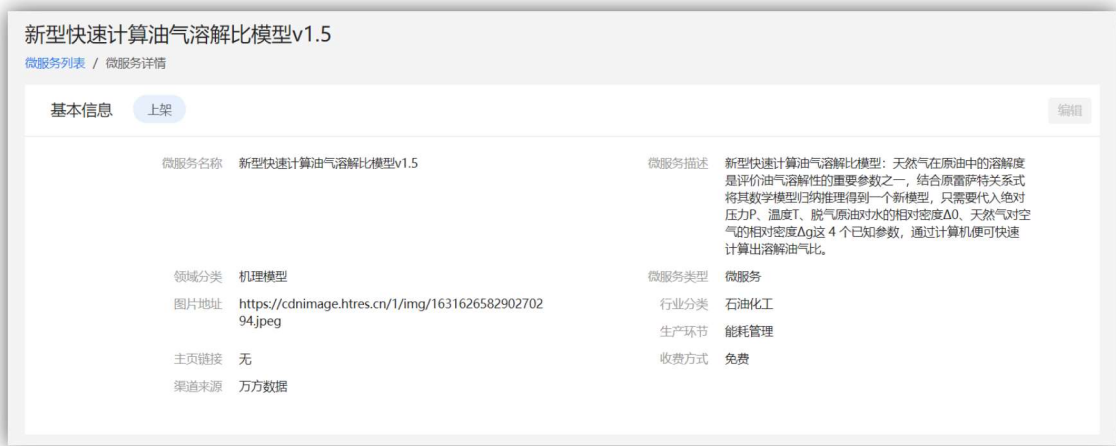 新型快速计算油气溶解比模型v1.5
微服务列表 / 微服务详情
基本信息 上架 编辑
微服务名称 新型快速计算油气溶解比模型v1.5
微服务描述 新型快速计算油气溶解比模型：天然气在原油中的溶解度
是评价油气溶解性的重要参数之一，结合原雷萨特关系式
将其数学模型归纳推理得到一个新模型，只需要代入绝对
压力P、温度T、脱气原油对水的相对密度Δ0、天然气对空
气的相对密度Δg这 4 个已知参数，通过计算机便可快速
计算出溶解油气比。
领域分类 机理模型 微服务类型 微服务
图片地址 https://cdnimage.htres.cn/1/img/1631626582902702
94.jpeg
行业分类 石油化工
生产环节 能耗管理
主页链接 无 收费方式 免费
渠道来源 万方数据